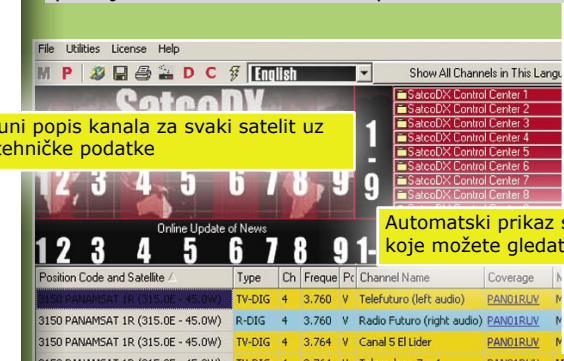 File Utilities License Help
M P D C English Show All Channels in This Langu
SatcoDX
SatcoDX Control Center 1
SatcoDX Control Center 2
SatcoDX Control Center 3
SatcoDX Control Center 4
SatcoDX Control Center 5
SatcoDX Control Center 6
SatcoDX Control Center 7
SatcoDX Control Center 8
uni popis kanala za svaki satelit uz
tehničke podatke
1 2 3 4 5 6 7 8 9
1 - 9
Online Update of News
1 2 3 4 5 6 7 8 9 1-
Automatski prikaz s
koje možete gledat
Position Code and Satellite Type Ch Freque Pc Channel Name Coverage
3150 PANAMSAT 1R (315.0E - 45.0W) TV-DIG 4 3.760 V Telefuturo (left audio) PAN01RUV
3150 PANAMSAT 1R (315.0E - 45.0W) R-DIG 4 3.760 V Radio Futuro (right audio) PAN01RUV
3150 PANAMSAT 1R (315.0E - 45.0W) TV-DIG 4 3.764 V Canal 5 El Lider PAN01RUV